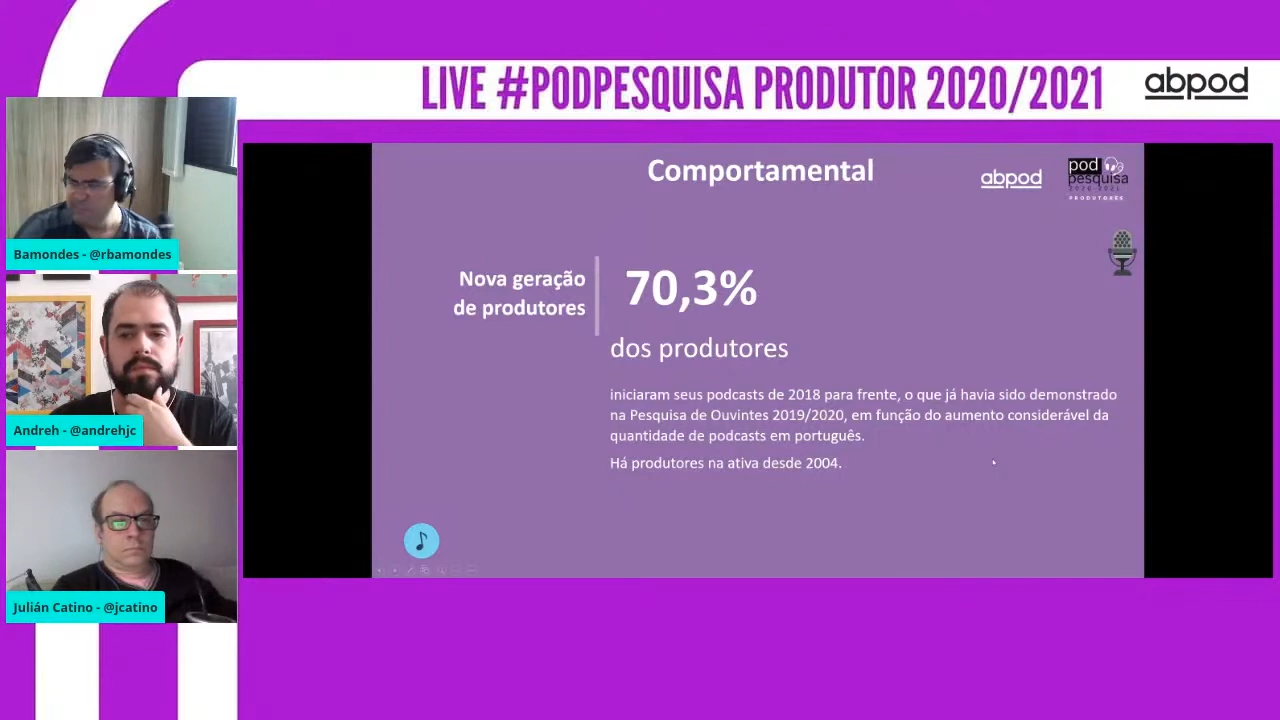 LIVE #PODPESQUISA PRODUTOR 2020/2021
abpod
Bamondes - @rbamondes
Andreh - @andrehjc
Julián Catino - @jcatino
Comportamental
abpod
pod
pesquisa
2020-2021
PRODUTORES
Nova geração
de produtores
70,3%
dos produtores
iniciaram seus podcasts de 2018 para frente, o que já havia sido demonstrado
na Pesquisa de Ouvintes 2019/2020, em função do aumento considerável da
quantidade de podcasts em português.
Há produtores na ativa desde 2004.